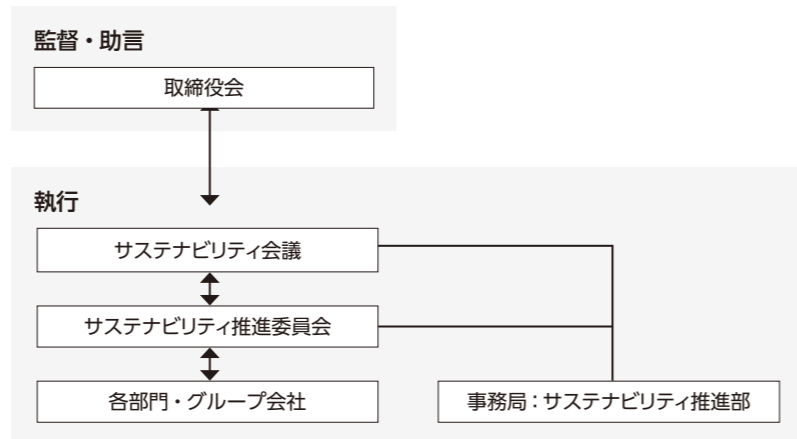 監督・助言
取締役会
執行
サステナビリティ会議
サステナビリティ推進委員会
各部門・グループ会社
事務局：サステナビリティ推進部